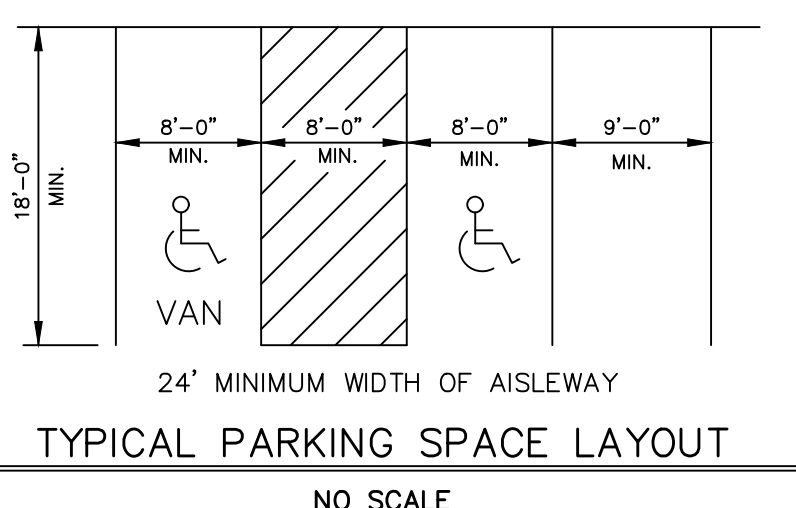 8'-0" 8'-0" 8'-0" 9'-0"
MIN. MIN. MIN. MIN.
18'-0"
MIN.
VAN
24' MINIMUM WIDTH OF AISLEWAY
TYPICAL PARKING SPACE LAYOUT
NO SCALE